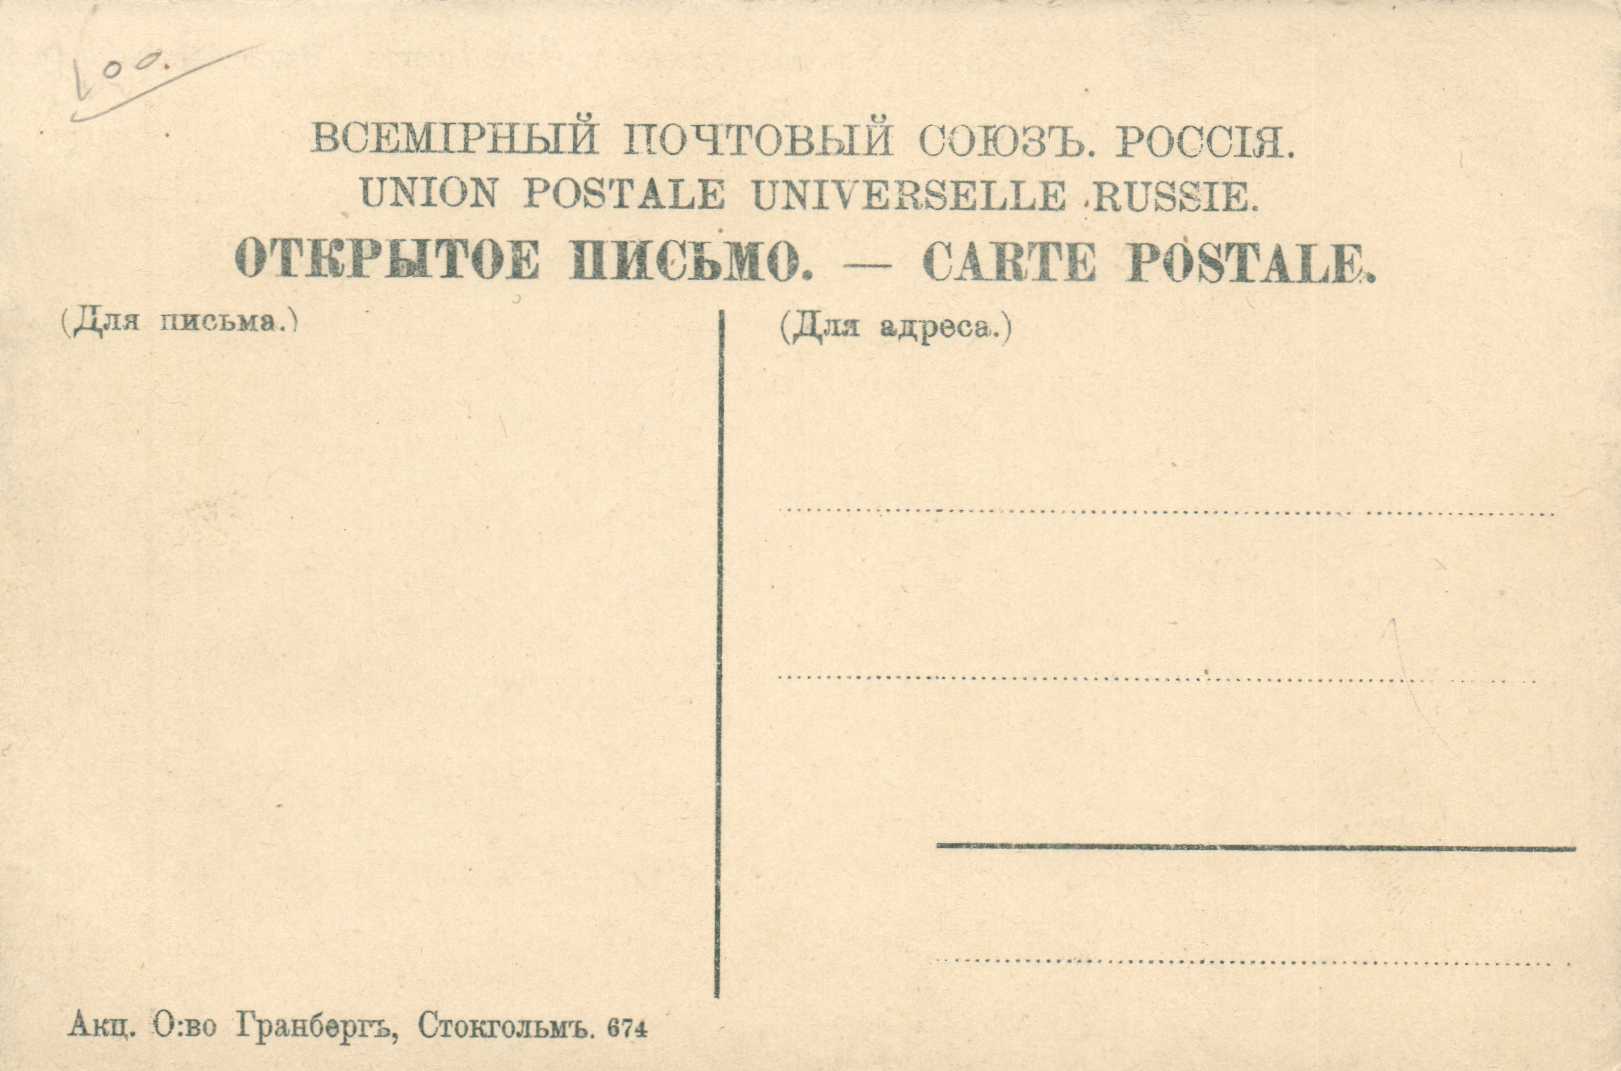 100.
ВСЕМІРНЫЙ ПОЧТОВЫЙ СОЮЗЪ. РОССІЯ.
UNION POSTALE UNIVERSELLE RUSSIE.
ОТКРЫТОЕ ПИСЬМО. — CARTE POSTALE.
(Для письма.)
(Для адреса.)
Акц. О:во Гранбергъ, Стокгольмъ. 674